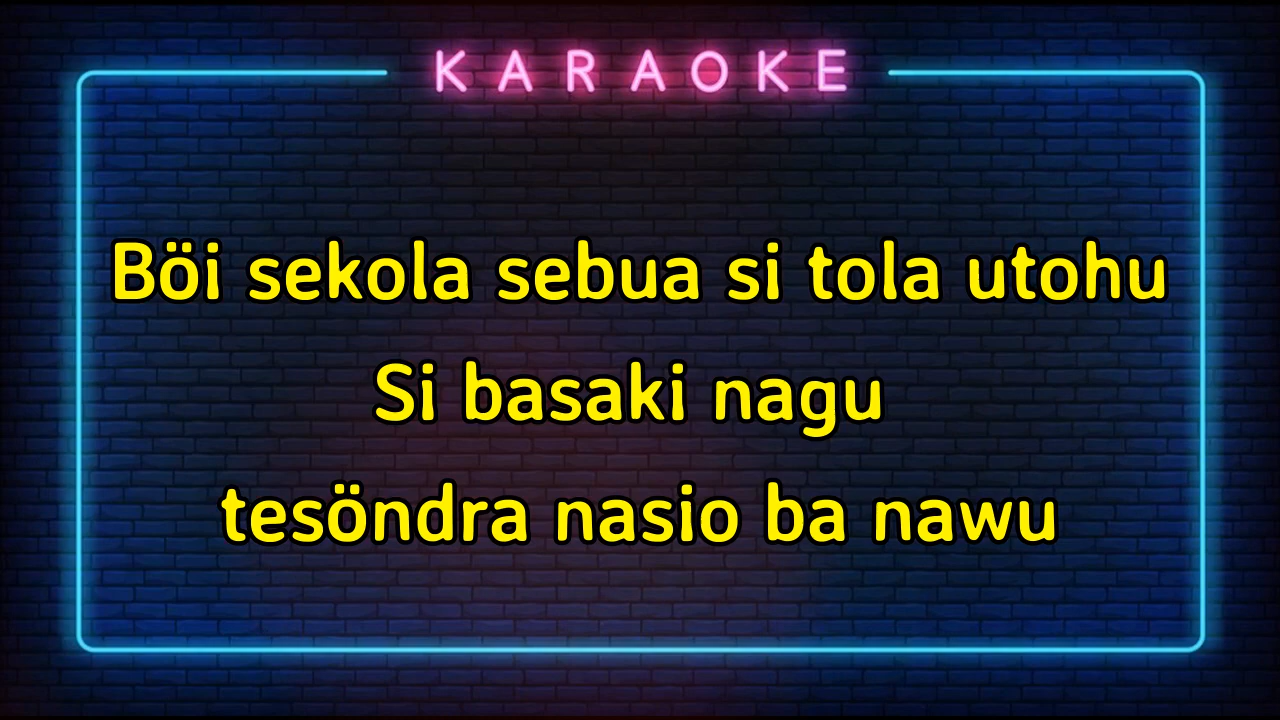 KARAOKE
Böi sekola sebua si tola utohu
Si basaki nagu
tesöndra nasio ba nawu